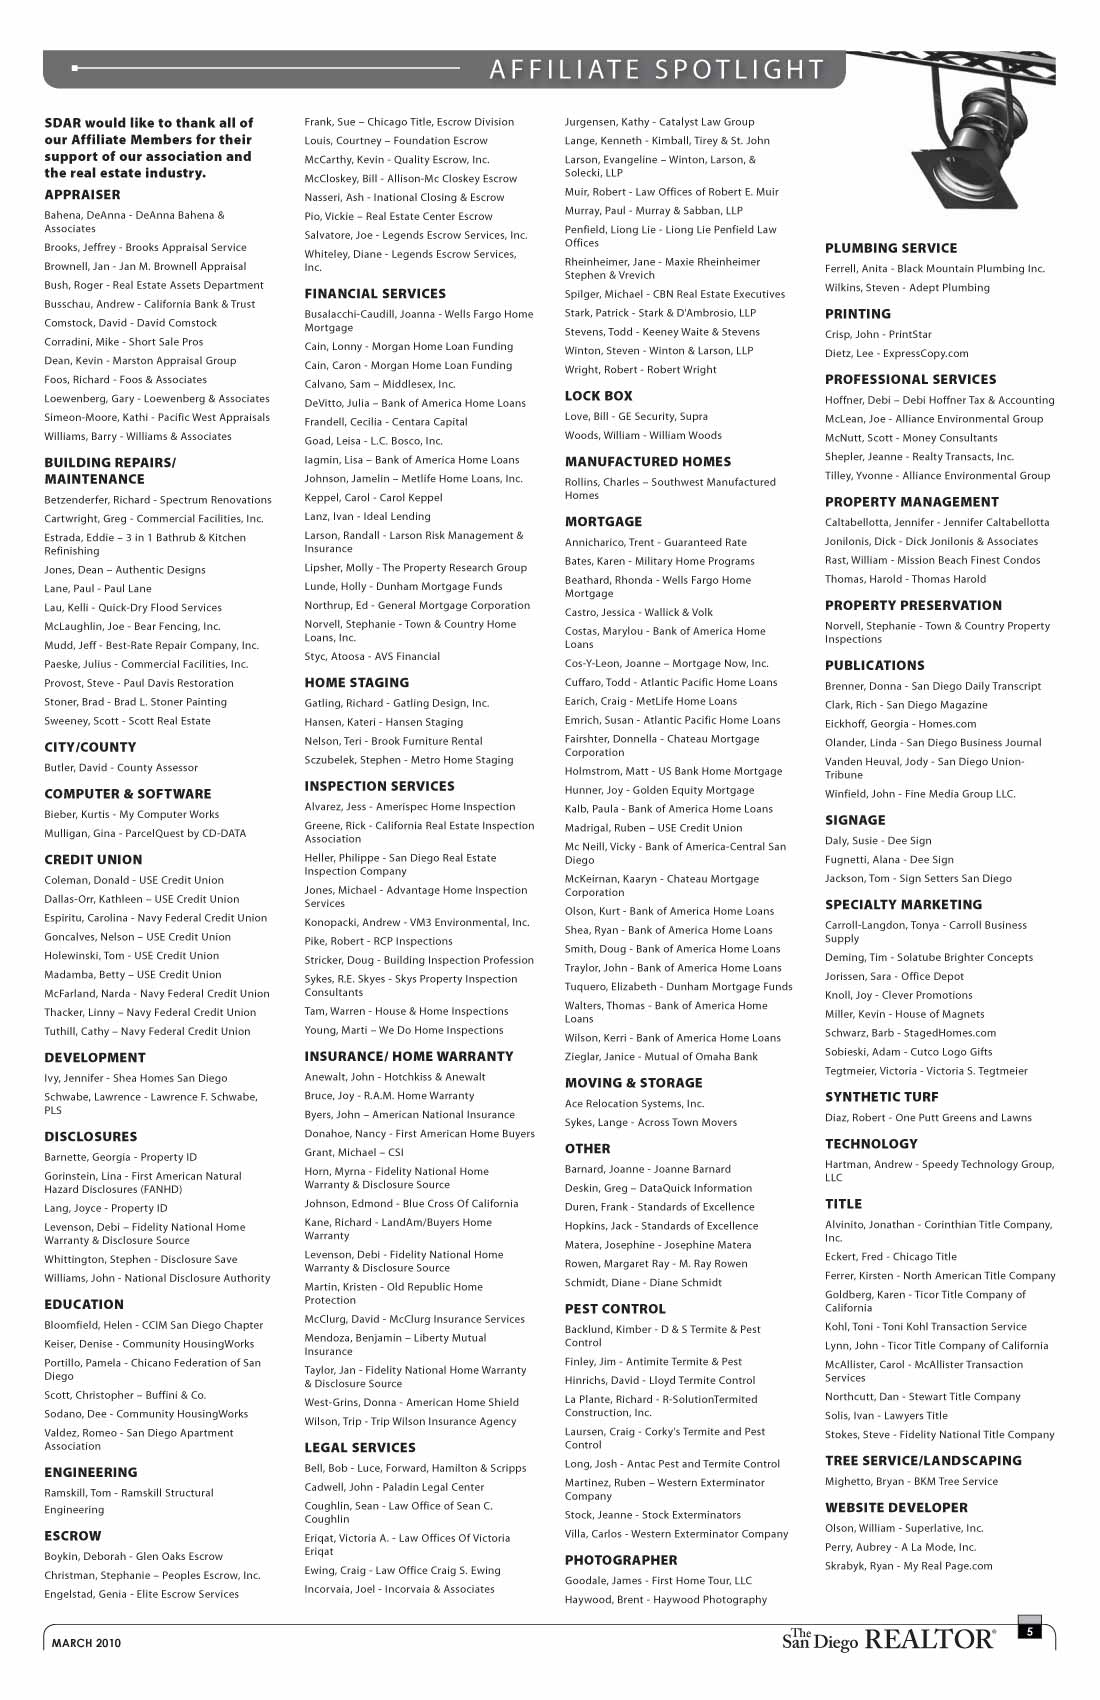 AFFILIATE SPOTLIGHT
SDAR would like to thank all of
our Affiliate Members for their
support of our association and
the real estate industry.
APPRAISER
Bahena, DeAnna - DeAnna Bahena &
Associates
Brooks, Jeffrey - Brooks Appraisal Service
Brownell, Jan - Jan M. Brownell Appraisal
Bush, Roger - Real Estate Assets Department
Busschau, Andrew - California Bank & Trust
Comstock, David - David Comstock
Corradini, Mike - Short Sale Pros
Dean, Kevin - Marston Appraisal Group
Foos, Richard - Foos & Associates
Loewenberg, Gary - Loewenberg & Associates
Simeon-Moore, Kathi - Pacific West Appraisals
Williams, Barry - Williams & Associates
BUILDING REPAIRS/
MAINTENANCE
Betzenderfer, Richard - Spectrum Renovations
Cartwright, Greg - Commercial Facilities, Inc.
Estrada, Eddie – 3 in 1 Bathrub & Kitchen
Refinishing
Jones, Dean – Authentic Designs
Lane, Paul - Paul Lane
Lau, Kelli - Quick-Dry Flood Services
McLaughlin, Joe - Bear Fencing, Inc.
Mudd, Jeff - Best-Rate Repair Company, Inc.
Paeske, Julius - Commercial Facilities, Inc.
Provost, Steve - Paul Davis Restoration
Stoner, Brad - Brad L. Stoner Painting
Sweeney, Scott - Scott Real Estate
CITY/COUNTY
Butler, David - County Assessor
COMPUTER & SOFTWARE
Bieber, Kurtis - My Computer Works
Mulligan, Gina - ParcelQuest by CD-DATA
CREDIT UNION
Coleman, Donald - USE Credit Union
Dallas-Orr, Kathleen – USE Credit Union
Espiritu, Carolina - Navy Federal Credit Union
Goncalves, Nelson – USE Credit Union
Holewinski, Tom - USE Credit Union
Madamba, Betty – USE Credit Union
McFarland, Narda - Navy Federal Credit Union
Thacker, Linny – Navy Federal Credit Union
Tuthill, Cathy – Navy Federal Credit Union
DEVELOPMENT
Ivy, Jennifer - Shea Homes San Diego
Schwabe, Lawrence - Lawrence F. Schwabe,
PLS
DISCLOSURES
Barnette, Georgia - Property ID
Gorinstein, Lina - First American Natural
Hazard Disclosures (FANHD)
Lang, Joyce - Property ID
Levenson, Debi – Fidelity National Home
Warranty & Disclosure Source
Whittington, Stephen - Disclosure Save
Williams, John - National Disclosure Authority
EDUCATION
Bloomfield, Helen - CCIM San Diego Chapter
Keiser, Denise - Community HousingWorks
Portillo, Pamela - Chicano Federation of San
Diego
Scott, Christopher – Buffini & Co.
Sodano, Dee - Community HousingWorks
Valdez, Romeo - San Diego Apartment
Association
ENGINEERING
Ramskill, Tom - Ramskill Structural
Engineering
ESCROW
Boykin, Deborah - Glen Oaks Escrow
Christman, Stephanie – Peoples Escrow, Inc.
Engelstad, Genia - Elite Escrow Services
Frank, Sue – Chicago Title, Escrow Division
Louis, Courtney – Foundation Escrow
McCarthy, Kevin - Quality Escrow, Inc.
McCloskey, Bill - Allison-Mc Closkey Escrow
Nasseri, Ash - Inational Closing & Escrow
Pio, Vickie – Real Estate Center Escrow
Salvatore, Joe - Legends Escrow Services, Inc.
Whiteley, Diane - Legends Escrow Services,
Inc.
FINANCIAL SERVICES
Busalacchi-Caudill, Joanna - Wells Fargo Home
Mortgage
Cain, Lonny - Morgan Home Loan Funding
Cain, Caron - Morgan Home Loan Funding
Calvano, Sam – Middlesex, Inc.
DeVitto, Julia – Bank of America Home Loans
Frandell, Cecilia - Centara Capital
Goad, Leisa - L.C. Bosco, Inc.
Iagmin, Lisa – Bank of America Home Loans
Johnson, Jamelin – Metlife Home Loans, Inc.
Keppel, Carol - Carol Keppel
Lanz, Ivan - Ideal Lending
Larson, Randall - Larson Risk Management &
Insurance
Lipsher, Molly - The Property Research Group
Lunde, Holly - Dunham Mortgage Funds
Northrup, Ed - General Mortgage Corporation
Norvell, Stephanie - Town & Country Home
Loans, Inc.
Styc, Atoosa - AVS Financial
HOME STAGING
Gatling, Richard - Gatling Design, Inc.
Hansen, Kateri - Hansen Staging
Nelson, Teri - Brook Furniture Rental
Sczubelek, Stephen - Metro Home Staging
INSPECTION SERVICES
Alvarez, Jess - Amerispec Home Inspection
Greene, Rick - California Real Estate Inspection
Association
Heller, Philippe - San Diego Real Estate
Inspection Company
Jones, Michael - Advantage Home Inspection
Services
Konopacki, Andrew - VM3 Environmental, Inc.
Pike, Robert - RCP Inspections
Stricker, Doug - Building Inspection Profession
Sykes, R.E. Skyes - Skys Property Inspection
Consultants
Tam, Warren - House & Home Inspections
Young, Marti – We Do Home Inspections
INSURANCE/ HOME WARRANTY
Anewalt, John - Hotchkiss & Anewalt
Bruce, Joy - R.A.M. Home Warranty
Byers, John – American National Insurance
Donahoe, Nancy - First American Home Buyers
Grant, Michael – CSI
Horn, Myrna - Fidelity National Home
Warranty & Disclosure Source
Johnson, Edmond - Blue Cross Of California
Kane, Richard - LandAm/Buyers Home
Warranty
Levenson, Debi - Fidelity National Home
Warranty & Disclosure Source
Martin, Kristen - Old Republic Home
Protection
McClurg, David - McClurg Insurance Services
Mendoza, Benjamin – Liberty Mutual
Insurance
Taylor, Jan - Fidelity National Home Warranty
& Disclosure Source
West-Grins, Donna - American Home Shield
Wilson, Trip - Trip Wilson Insurance Agency
LEGAL SERVICES
Bell, Bob - Luce, Forward, Hamilton & Scripps
Cadwell, John - Paladin Legal Center
Coughlin, Sean - Law Office of Sean C.
Coughlin
Eriqat, Victoria A. - Law Offices Of Victoria
Eriqat
Ewing, Craig - Law Office Craig S. Ewing
Incorvaia, Joel - Incorvaia & Associates
Jurgensen, Kathy - Catalyst Law Group
Lange, Kenneth - Kimball, Tirey & St. John
Larson, Evangeline – Winton, Larson, &
Solecki, LLP
Muir, Robert - Law Offices of Robert E. Muir
Murray, Paul - Murray & Sabban, LLP
Penfield, Liong Lie - Liong Lie Penfield Law
Offices
Rheinheimer, Jane - Maxie Rheinheimer
Stephen & Vrevich
Spilger, Michael - CBN Real Estate Executives
Stark, Patrick - Stark & D'Ambrosio, LLP
Stevens, Todd - Keeney Waite & Stevens
Winton, Steven - Winton & Larson, LLP
Wright, Robert - Robert Wright
LOCK BOX
Love, Bill - GE Security, Supra
Woods, William - William Woods
MANUFACTURED HOMES
Rollins, Charles – Southwest Manufactured
Homes
MORTGAGE
Annicharico, Trent - Guaranteed Rate
Bates, Karen - Military Home Programs
Beathard, Rhonda - Wells Fargo Home
Mortgage
Castro, Jessica - Wallick & Volk
Costas, Marylou - Bank of America Home
Loans
Cos-Y-Leon, Joanne – Mortgage Now, Inc.
Cuffaro, Todd - Atlantic Pacific Home Loans
Earich, Craig - MetLife Home Loans
Emrich, Susan - Atlantic Pacific Home Loans
Fairshter, Donnella - Chateau Mortgage
Corporation
Holmstrom, Matt - US Bank Home Mortgage
Hunner, Joy - Golden Equity Mortgage
Kalb, Paula - Bank of America Home Loans
Madrigal, Ruben – USE Credit Union
Mc Neill, Vicky - Bank of America-Central San
Diego
McKeirnan, Kaaryn - Chateau Mortgage
Corporation
Olson, Kurt - Bank of America Home Loans
Shea, Ryan - Bank of America Home Loans
Smith, Doug - Bank of America Home Loans
Traylor, John - Bank of America Home Loans
Tuquero, Elizabeth - Dunham Mortgage Funds
Walters, Thomas - Bank of America Home
Loans
Wilson, Kerri - Bank of America Home Loans
Zieglar, Janice - Mutual of Omaha Bank
MOVING & STORAGE
Ace Relocation Systems, Inc.
Sykes, Lange - Across Town Movers
OTHER
Barnard, Joanne - Joanne Barnard
Deskin, Greg – DataQuick Information
Duren, Frank - Standards of Excellence
Hopkins, Jack - Standards of Excellence
Matera, Josephine - Josephine Matera
Rowen, Margaret Ray - M. Ray Rowen
Schmidt, Diane - Diane Schmidt
PEST CONTROL
Backlund, Kimber - D & S Termite & Pest
Control
Finley, Jim - Antimite Termite & Pest
Hinrichs, David - Lloyd Termite Control
La Plante, Richard - R-SolutionTermited
Construction, Inc.
Laursen, Craig - Corky's Termite and Pest
Control
Long, Josh - Antac Pest and Termite Control
Martinez, Ruben – Western Exterminator
Company
Stock, Jeanne - Stock Exterminators
Villa, Carlos - Western Exterminator Company
PHOTOGRAPHER
Goodale, James - First Home Tour, LLC
Haywood, Brent - Haywood Photography
PLUMBING SERVICE
Ferrell, Anita - Black Mountain Plumbing Inc.
Wilkins, Steven - Adept Plumbing
PRINTING
Crisp, John - PrintStar
Dietz, Lee - ExpressCopy.com
PROFESSIONAL SERVICES
Hoffner, Debi – Debi Hoffner Tax & Accounting
McLean, Joe - Alliance Environmental Group
McNutt, Scott - Money Consultants
Shepler, Jeanne - Realty Transacts, Inc.
Tilley, Yvonne - Alliance Environmental Group
PROPERTY MANAGEMENT
Caltabellotta, Jennifer - Jennifer Caltabellotta
Jonilonis, Dick - Dick Jonilonis & Associates
Rast, William - Mission Beach Finest Condos
Thomas, Harold - Thomas Harold
PROPERTY PRESERVATION
Norvell, Stephanie - Town & Country Property
Inspections
PUBLICATIONS
Brenner, Donna - San Diego Daily Transcript
Clark, Rich - San Diego Magazine
Eickhoff, Georgia - Homes.com
Olander, Linda - San Diego Business Journal
Vanden Heuval, Jody - San Diego Union-
Tribune
Winfield, John - Fine Media Group LLC.
SIGNAGE
Daly, Susie - Dee Sign
Fugnetti, Alana - Dee Sign
Jackson, Tom - Sign Setters San Diego
SPECIALTY MARKETING
Carroll-Langdon, Tonya - Carroll Business
Supply
Deming, Tim - Solatube Brighter Concepts
Jorissen, Sara - Office Depot
Knoll, Joy - Clever Promotions
Miller, Kevin - House of Magnets
Schwarz, Barb - StagedHomes.com
Sobieski, Adam - Cutco Logo Gifts
Tegtmeier, Victoria - Victoria S. Tegtmeier
SYNTHETIC TURF
Diaz, Robert - One Putt Greens and Lawns
TECHNOLOGY
Hartman, Andrew - Speedy Technology Group,
LLC
TITLE
Alvinito, Jonathan - Corinthian Title Company,
Inc.
Eckert, Fred - Chicago Title
Ferrer, Kirsten - North American Title Company
Goldberg, Karen - Ticor Title Company of
California
Kohl, Toni - Toni Kohl Transaction Service
Lynn, John - Ticor Title Company of California
McAllister, Carol - McAllister Transaction
Services
Northcutt, Dan - Stewart Title Company
Solis, Ivan - Lawyers Title
Stokes, Steve - Fidelity National Title Company
TREE SERVICE/LANDSCAPING
Mighetto, Bryan - BKM Tree Service
WEBSITE DEVELOPER
Olson, William - Superlative, Inc.
Perry, Aubrey - A La Mode, Inc.
Skrabyk, Ryan - My Real Page.com
MARCH 2010
The San Diego REALTOR®
5